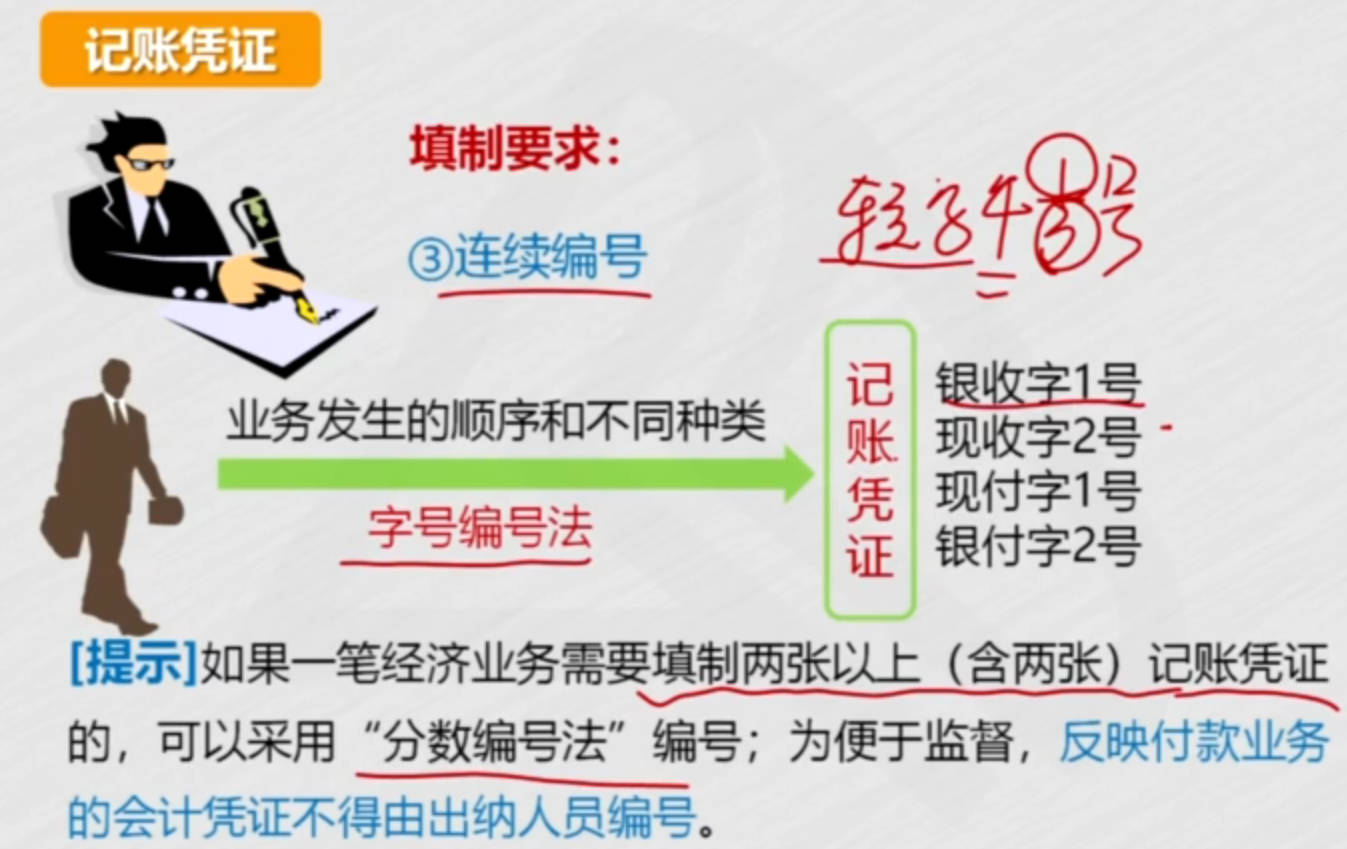 记账凭证
填制要求：
③连续编号
转字4 1/3号
业务发生的顺序和不同种类
字号编号法
记账凭证
银收字1号
现收字2号
现付字1号
银付字2号
[提示]如果一笔经济业务需要填制两张以上（含两张）记账凭证
的，可以采用“分数编号法”编号；为便于监督，反映付款业务
的会计凭证不得由出纳人员编号。